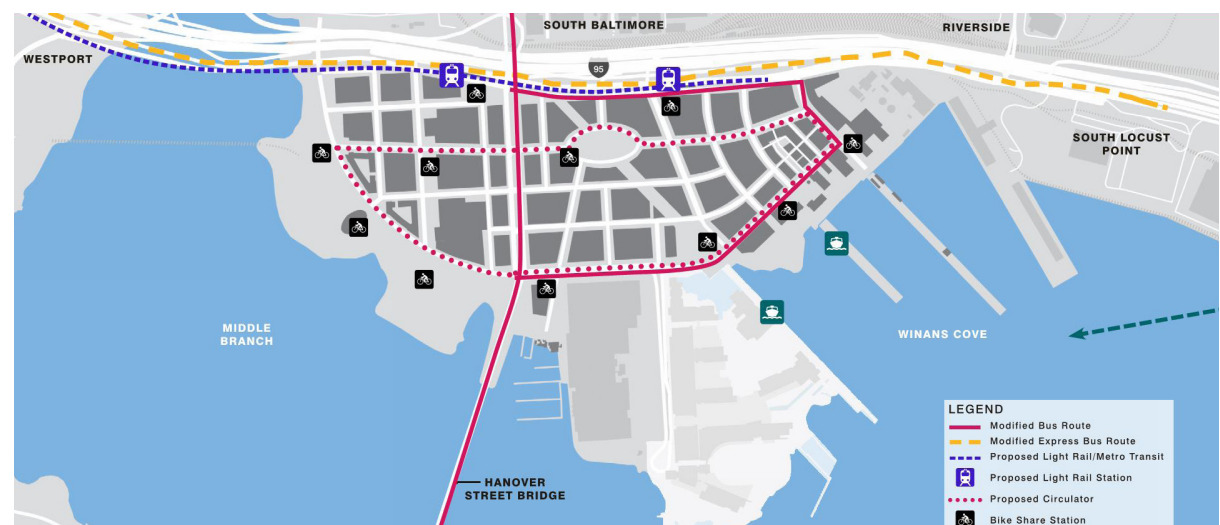 SOUTH BALTIMORE
RIVERSIDE
WESTPORT
95
SOUTH LOCUST
POINT
MIDDLE
BRANCH
WINANS COVE
HANOVER
STREET BRIDGE
LEGEND
Modified Bus Route
Modified Express Bus Route
Proposed Light Rail/Metro Transit
Proposed Light Rail Station
Proposed Circulator
Bike Share Station